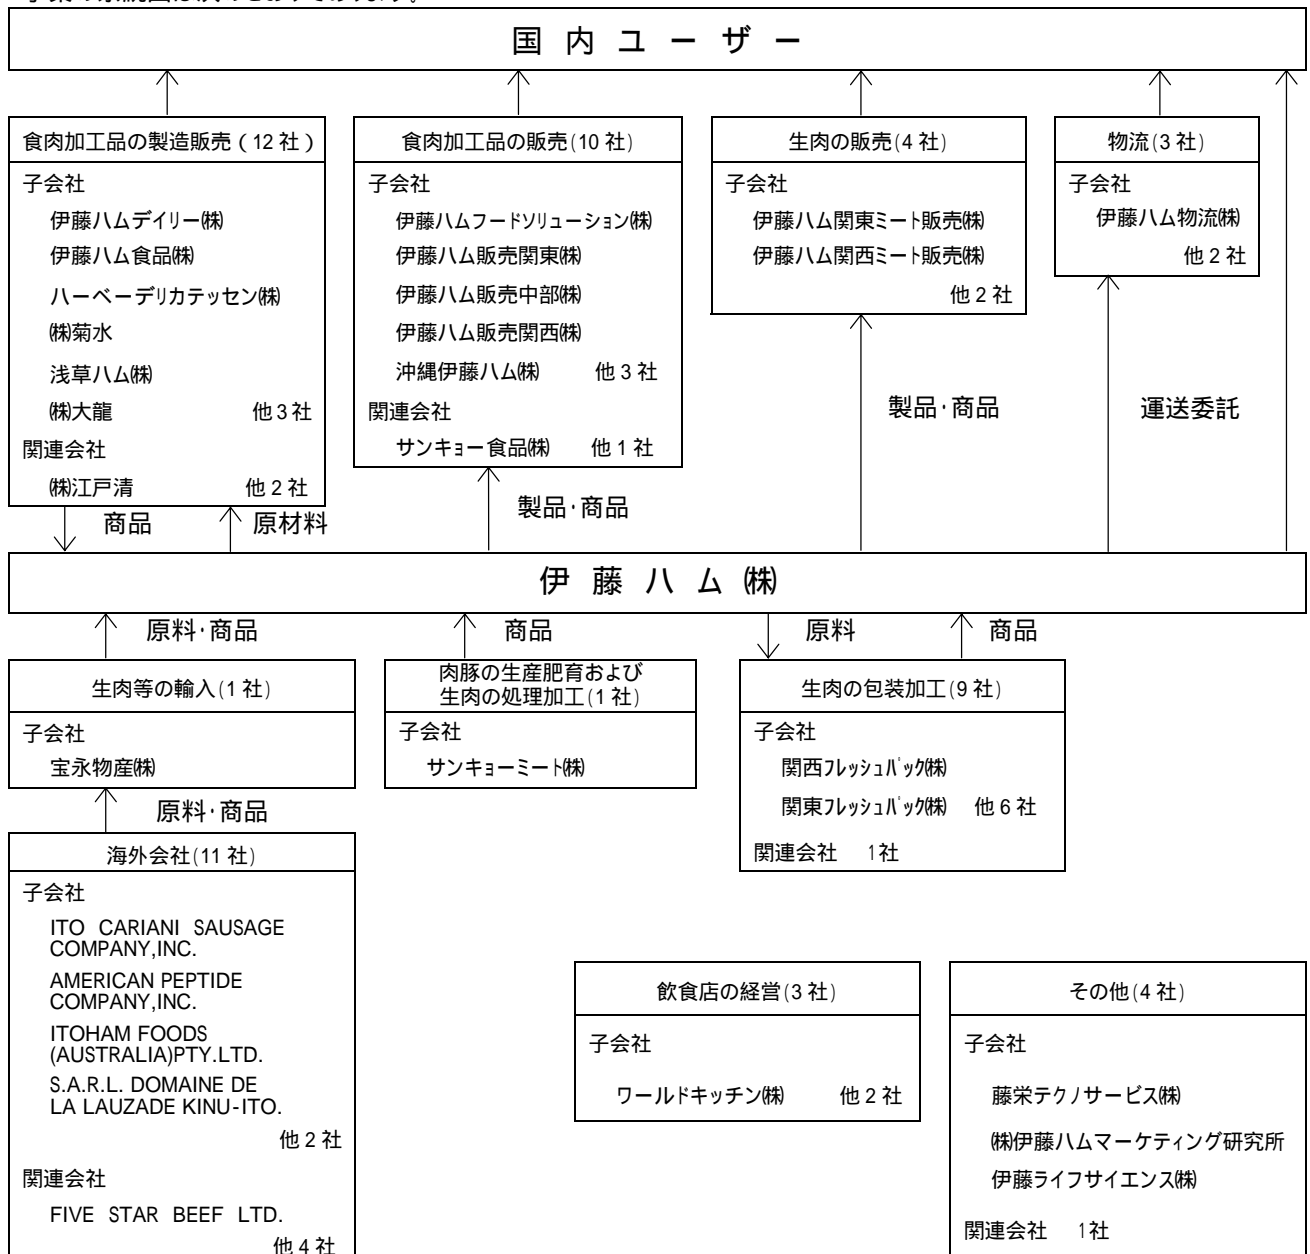 国内ユーザー
食肉加工品の製造販売(12社)
子会社
伊藤ハムデイリー㈱
伊藤ハム食品㈱
ハーベーデリカテッセン㈱
㈱菊水
浅草ハム㈱
㈱大龍 他3社
関連会社
㈱江戸清 他2社
食肉加工品の販売(10社)
子会社
伊藤ハムフードソリューション㈱
伊藤ハム販売関東㈱
伊藤ハム販売中部㈱
伊藤ハム販売関西㈱
沖縄伊藤ハム㈱ 他3社
関連会社
サンキョー食品㈱ 他1社
生肉の販売(4社)
子会社
伊藤ハム関東ミート販売㈱
伊藤ハム関西ミート販売㈱
他2社
物流(3社)
子会社
伊藤ハム物流㈱
他2社
商品
原材料
製品・商品
製品・商品
運送委託
伊藤ハム㈱
原料・商品
商品
原料
商品
生肉等の輸入(1社)
子会社
宝永物産㈱
肉豚の生産肥育および
生肉の処理加工(1社)
子会社
サンキョーミート㈱
生肉の包装加工(9社)
子会社
関西フレッシュパック㈱
関東フレッシュパック㈱ 他6社
関連会社 1社
原料・商品
海外会社(11社)
子会社
ITO CARIANI SAUSAGE
COMPANY,INC.
AMERICAN PEPTIDE
COMPANY,INC.
ITOHAM FOODS
(AUSTRALIA)PTY.LTD.
S.A.R.L. DOMAINE DE
LA LAUZADE KINU-ITO.
他2社
関連会社
FIVE STAR BEEF LTD.
他4社
飲食店の経営(3社)
子会社
ワールドキッチン㈱ 他2社
その他(4社)
子会社
藤栄テクノサービス㈱
㈱伊藤ハムマーケティング研究所
伊藤ライフサイエンス㈱
関連会社 1社